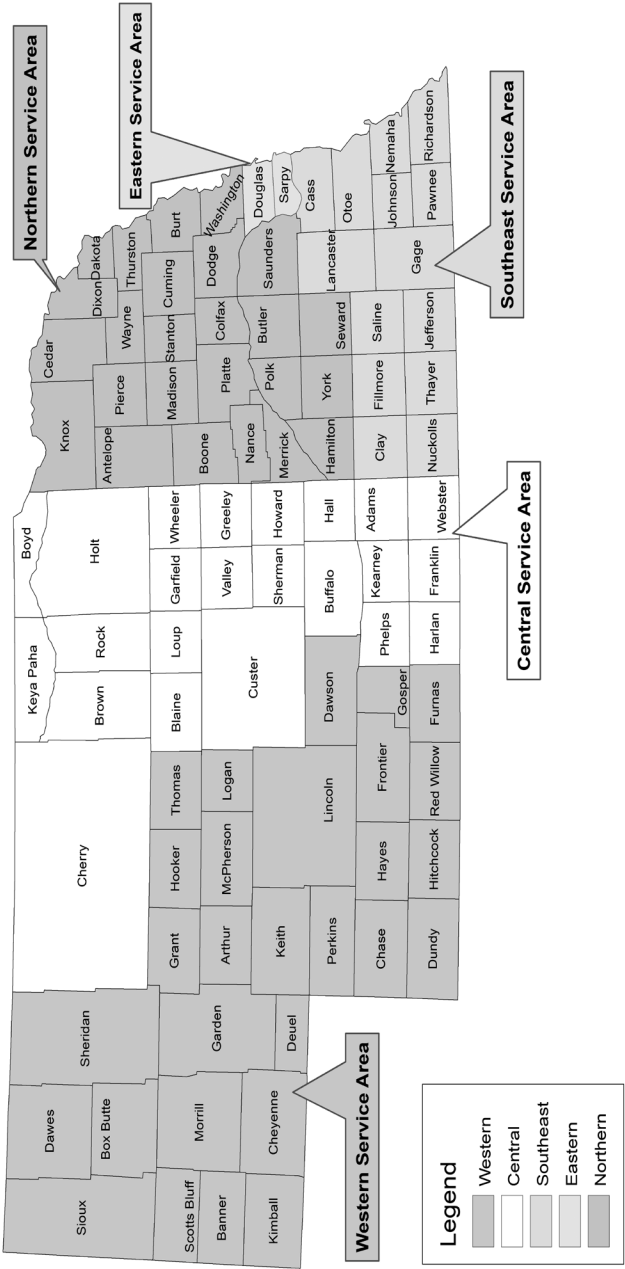 Northern Service Area
Eastern Service Area
Southeast Service Area
Central Service Area
Western Service Area
Sioux
Dawes
Box Butte
Sheridan
Scotts Bluff
Banner
Kimball
Morrill
Cheyenne
Garden
Deuel
Cherry
Grant
Hooker
Thomas
Arthur
McPherson
Logan
Keith
Lincoln
Perkins
Chase
Hayes
Frontier
Dundy
Hitchcock
Red Willow
Furnas
Gosper
Dawson
Keya Paha
Boyd
Brown
Rock
Holt
Blaine
Loup
Garfield
Wheeler
Custer
Valley
Greeley
Sherman
Howard
Buffalo
Hall
Phelps
Kearney
Adams
Harlan
Franklin
Webster
Knox
Cedar
Dixon
Dakota
Antelope
Pierce
Wayne
Thurston
Boone
Madison
Stanton
Cuming
Burt
Nance
Platte
Colfax
Dodge
Washington
Merrick
Polk
Butler
Saunders
Douglas
Sarpy
Hamilton
York
Seward
Lancaster
Cass
Otoe
Clay
Fillmore
Saline
Gage
Johnson
Nemaha
Nuckolls
Thayer
Jefferson
Pawnee
Richardson
Legend
Western
Central
Southeast
Eastern
Northern